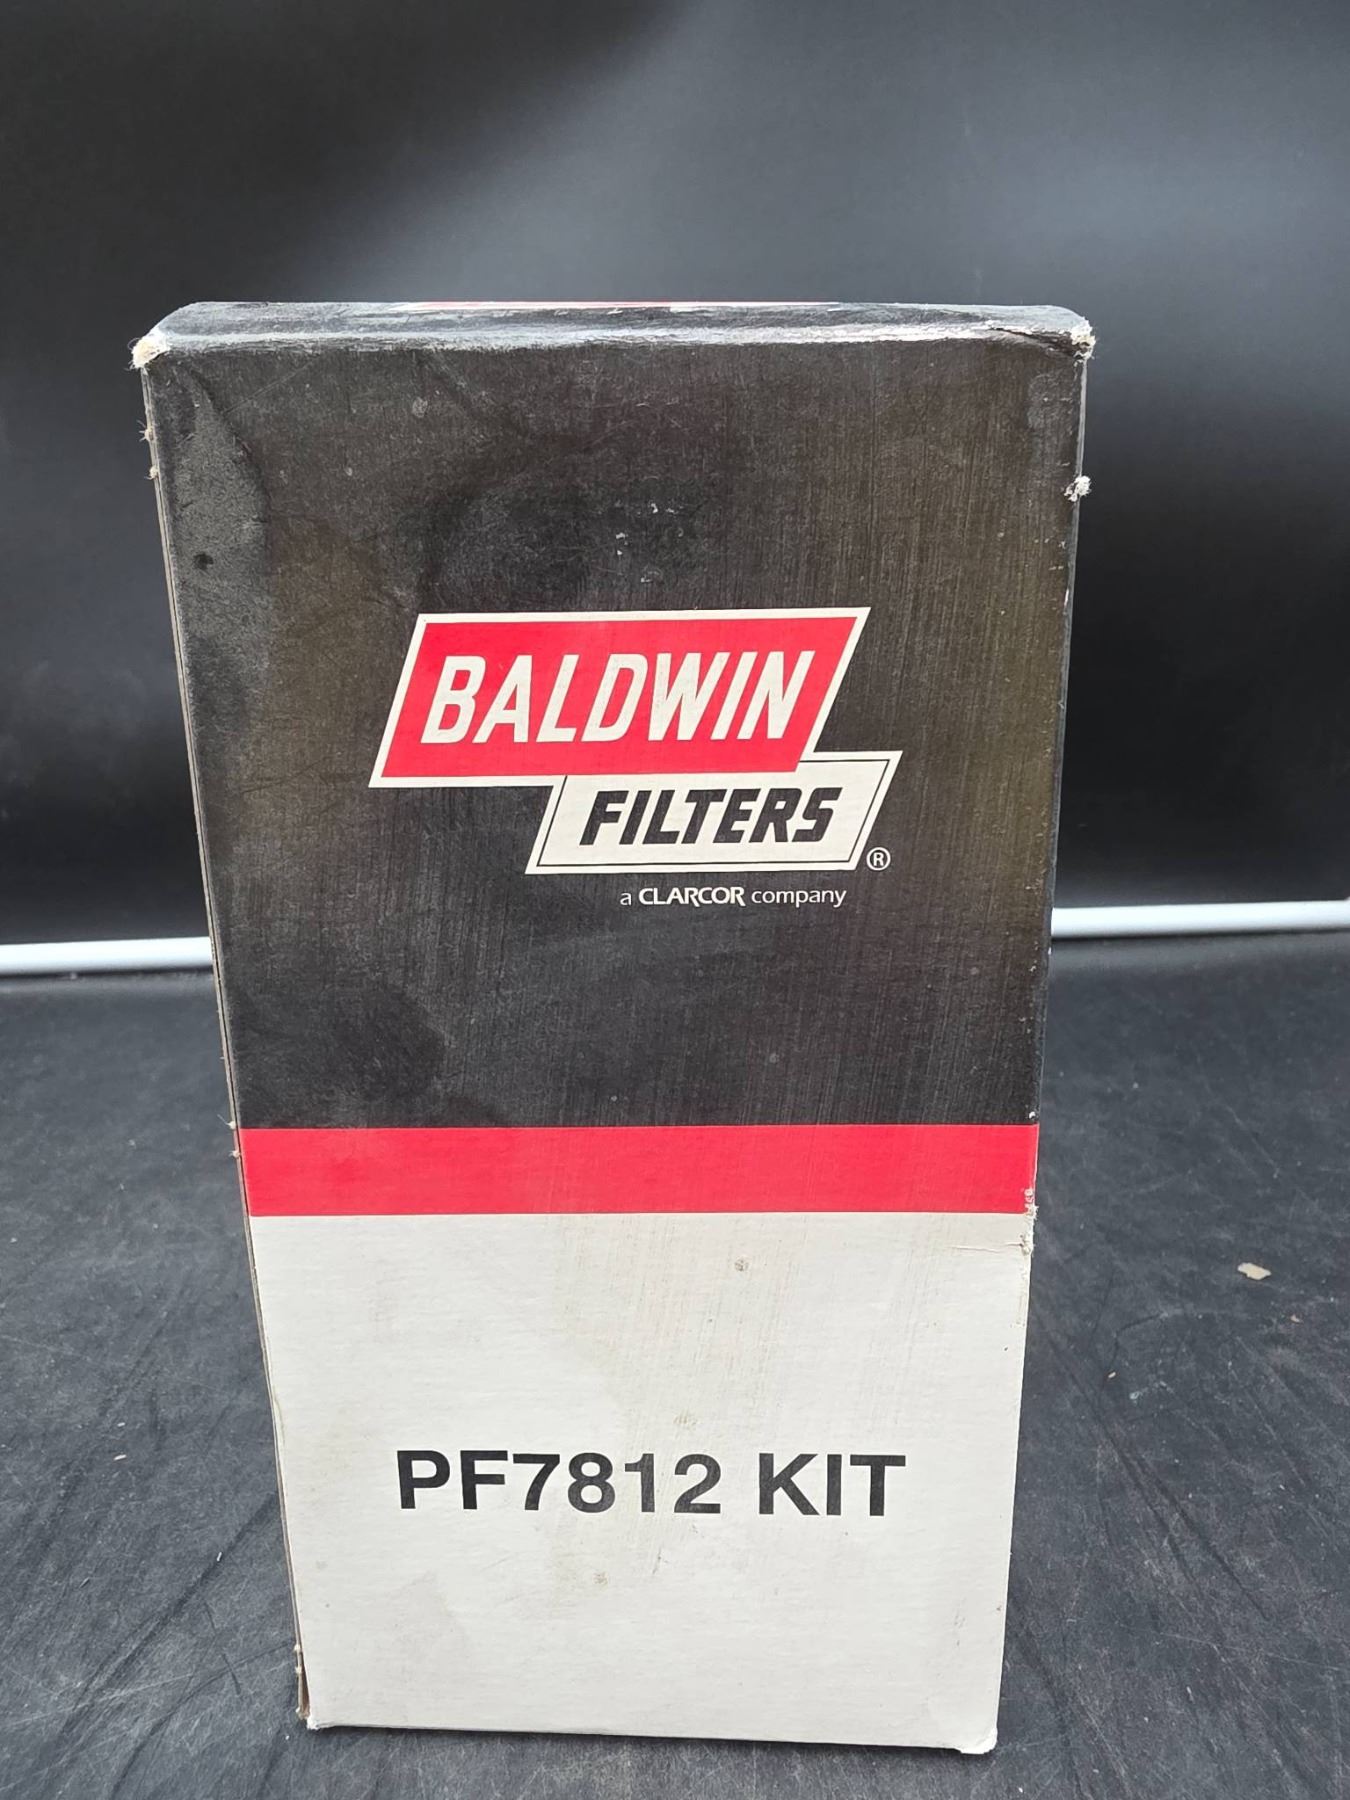 BALDWIN
FILTERS
®
a CLARCOR company
PF7812 KIT